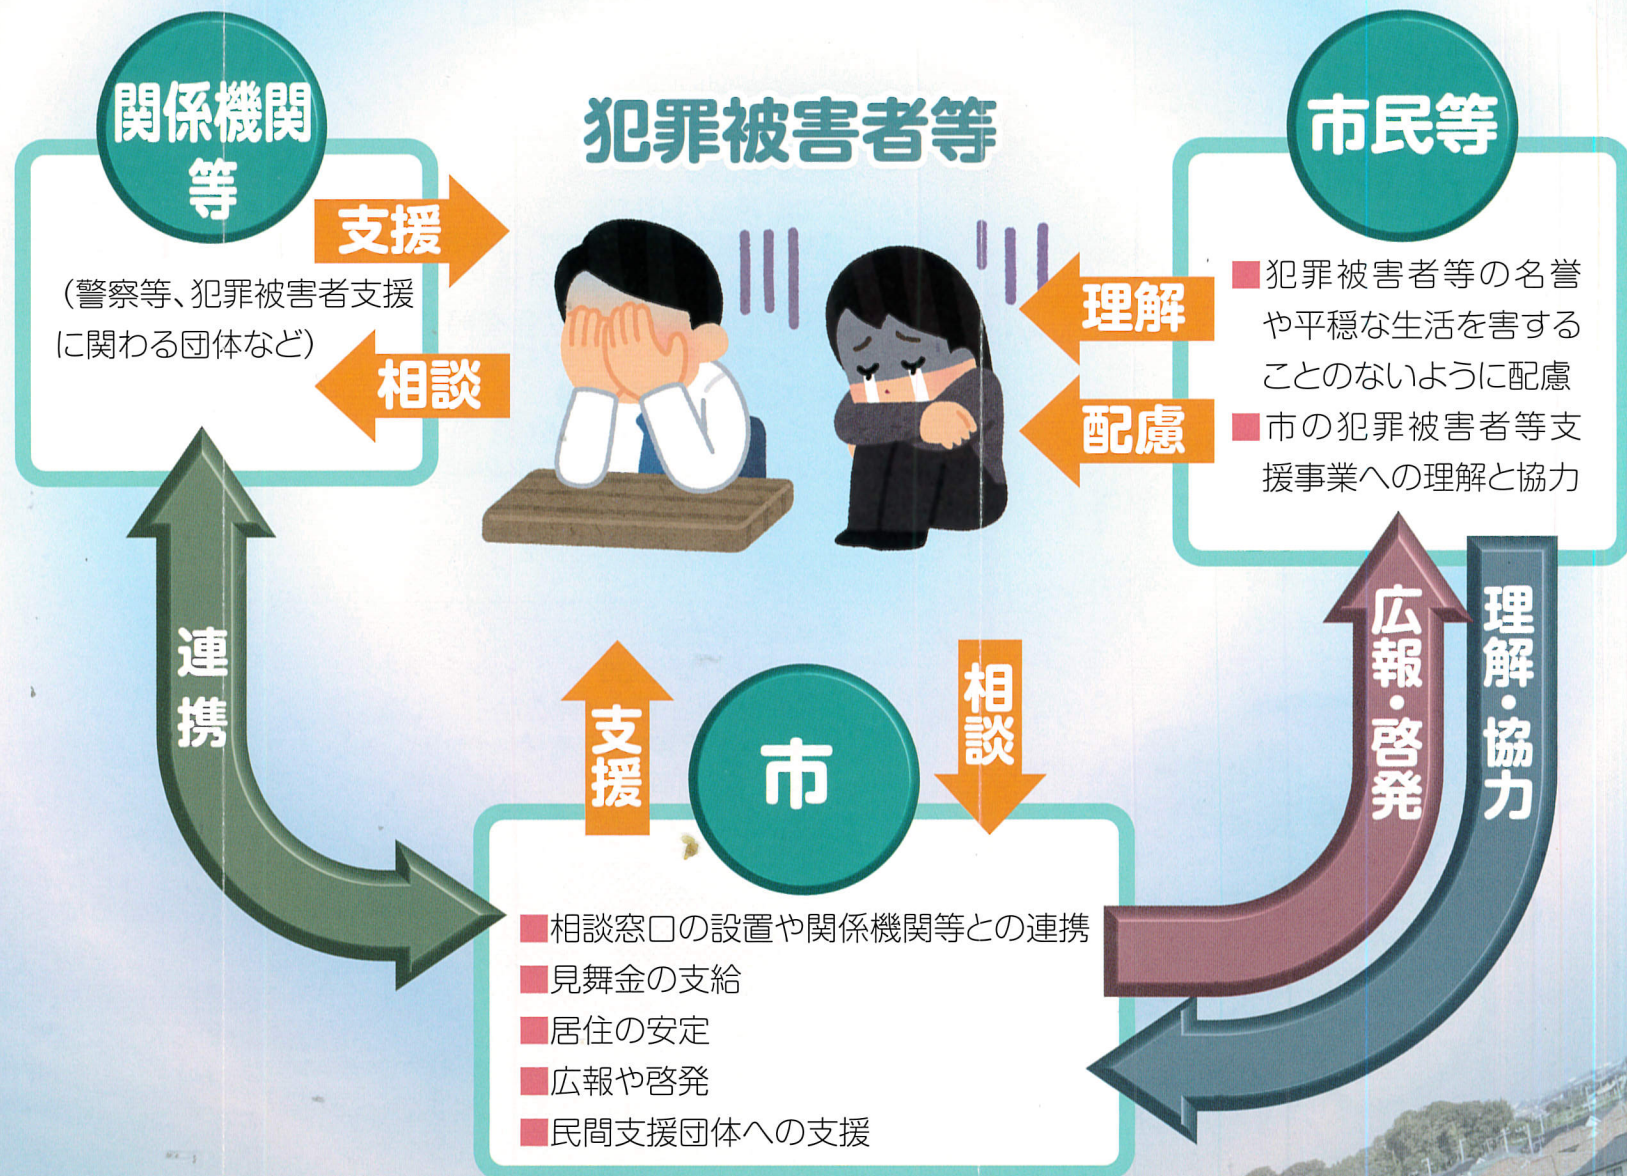 関係機関
等
(警察等、犯罪被害者支援
に関わる団体など)
支援
相談
犯罪被害者等
市民等
理解
配慮
■犯罪被害者等の名誉
や平穏な生活を害する
ことのないように配慮
■市の犯罪被害者等支
援事業への理解と協力
連携
支援
市
相談
広報・啓発
理解・協力
■相談窓口の設置や関係機関等との連携
■見舞金の支給
■居住の安定
■広報や啓発
■民間支援団体への支援